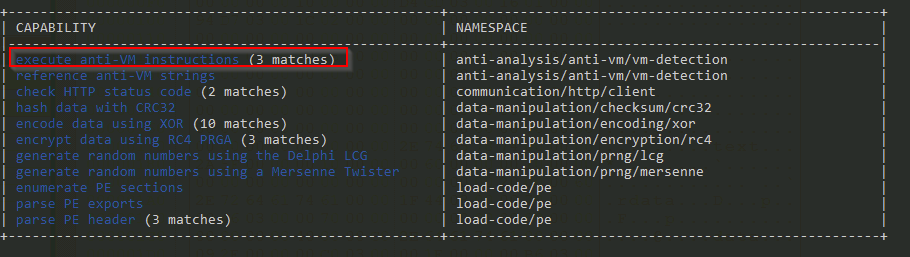 CAPABILITY NAMESPACE
execute anti-VM instructions (3 matches) anti-analysis/anti-vm/vm-detection
reference anti-VM strings anti-analysis/anti-vm/vm-detection
check HTTP status code (2 matches) communication/http/client
hash data with CRC32 data-manipulation/checksum/crc32
encode data using XOR (10 matches) data-manipulation/encoding/xor
encrypt data using RC4 PRGA (3 matches) data-manipulation/encryption/rc4
generate random numbers using the Delphi LCG data-manipulation/prng/lcg
generate random numbers using a Mersenne Twister data-manipulation/prng/mersenne
enumerate PE sections load-code/pe
parse PE exports load-code/pe
parse PE header (3 matches) load-code/pe